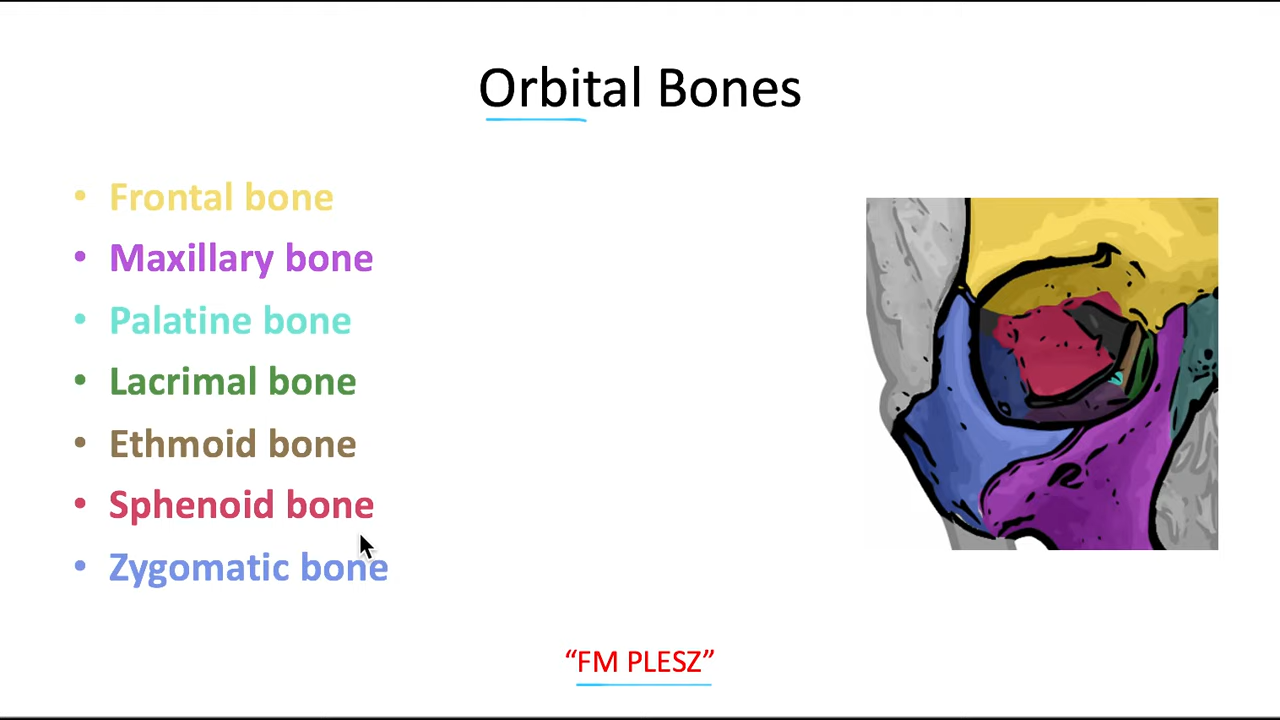 Orbital Bones
• Frontal bone
• Maxillary bone
• Palatine bone
• Lacrimal bone
• Ethmoid bone
• Sphenoid bone
• Zygomatic bone
“FM PLESZ”